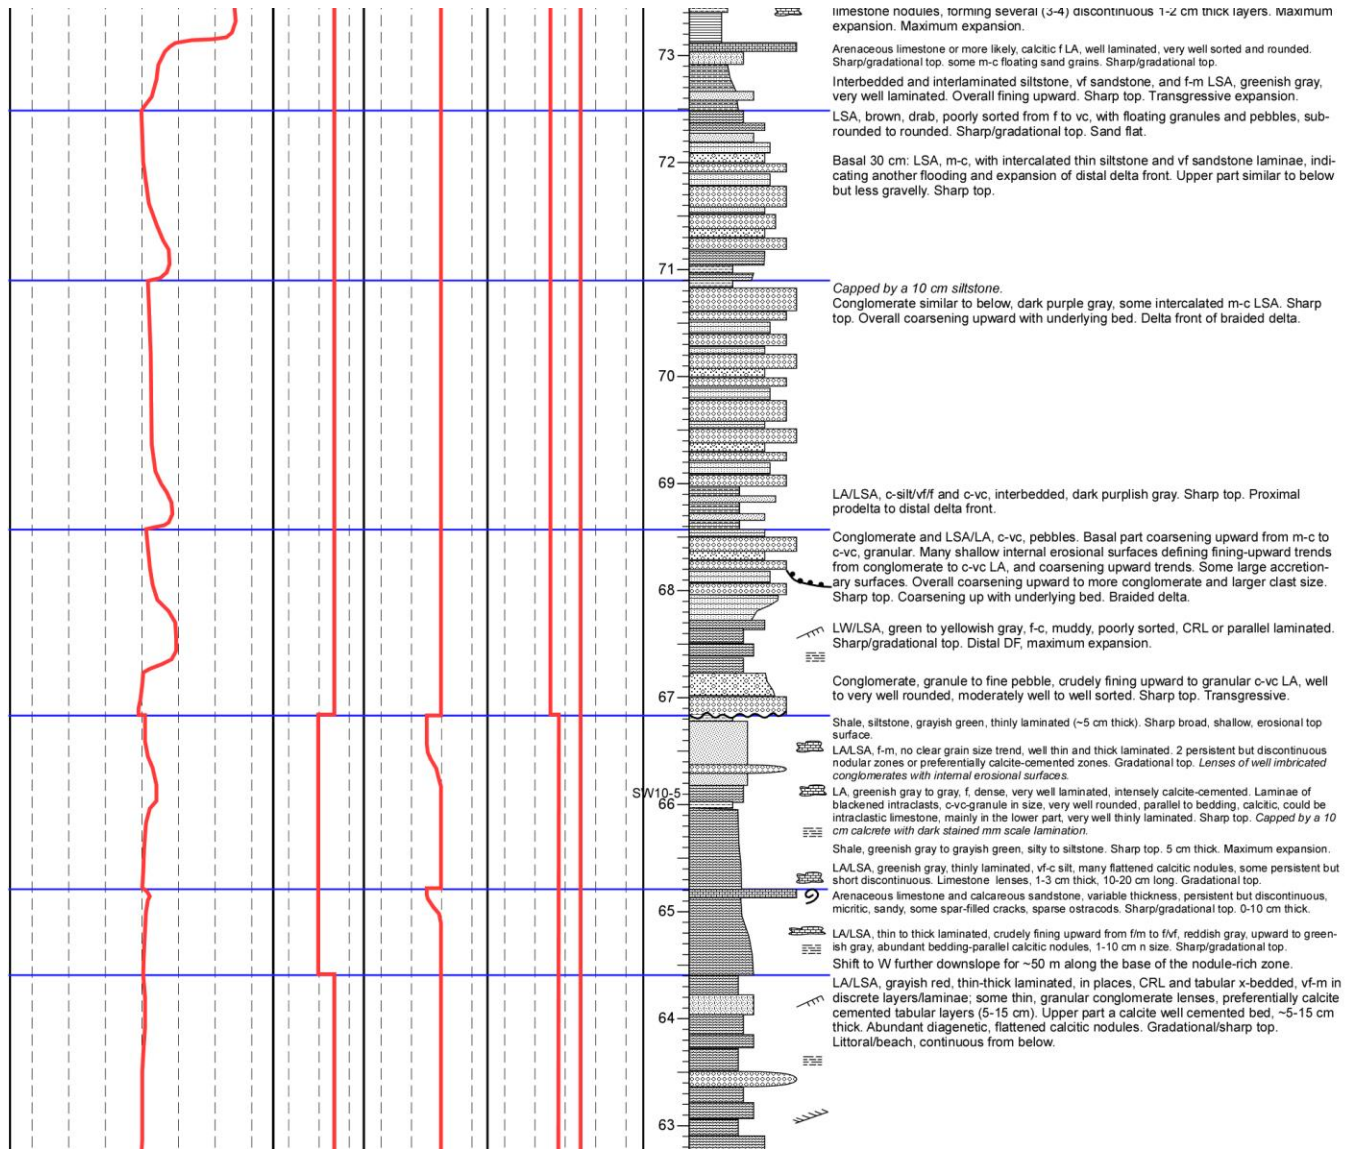 limestone nodules, forming several (3-4) discontinuous 1-2 cm thick layers. Maximum
expansion. Maximum expansion.
73
Arenaceous limestone or more likely, calcitic f LA, well laminated, very well sorted and rounded.
Sharp/gradational top. some m-c floating sand grains. Sharp/gradational top.
Interbedded and interlaminated siltstone, vf sandstone, and f-m LSA, greenish gray,
very well laminated. Overall fining upward. Sharp top. Transgressive expansion.
LSA, brown, drab, poorly sorted from f to vc, with floating granules and pebbles, sub-
rounded to rounded. Sharp/gradational top. Sand flat.
72
Basal 30 cm: LSA, m-c, with intercalated thin siltstone and vf sandstone laminae, indi-
cating another flooding and expansion of distal delta front. Upper part similar to below
but less gravelly. Sharp top.
71
Capped by a 10 cm siltstone.
Conglomerate similar to below, dark purple gray, some intercalated m-c LSA. Sharp
top. Overall coarsening upward with underlying bed. Delta front of braided delta.
70
69
LA/LSA, c-silt/vf/f and c-vc, interbedded, dark purplish gray. Sharp top. Proximal
prodelta to distal delta front.
Conglomerate and LSA/LA, c-vc, pebbles. Basal part coarsening upward from m-c to
c-vc, granular. Many shallow internal erosional surfaces defining fining-upward trends
from conglomerate to c-vc LA, and coarsening upward trends. Some large accretion-
ary surfaces. Overall coarsening upward to more conglomerate and larger clast size.
Sharp top. Coarsening up with underlying bed. Braided delta.
68
LW/LSA, green to yellowish gray, f-c, muddy, poorly sorted, CRL or parallel laminated.
Sharp/gradational top. Distal DF, maximum expansion.
Conglomerate, granule to fine pebble, crudely fining upward to granular c-vc LA, well
to very well rounded, moderately well to well sorted. Sharp top. Transgressive.
67
Shale, siltstone, grayish green, thinly laminated (~5 cm thick). Sharp broad, shallow, erosional top
surface.
LA/LSA, f-m, no clear grain size trend, well thin and thick laminated. 2 persistent but discontinuous
nodular zones or preferentially calcite-cemented zones. Gradational top. Lenses of well imbricated
conglomerates with internal erosional surfaces.
SW10-5
66
LA, greenish gray to gray, f, dense, very well laminated, intensely calcite-cemented. Laminae of
blackened intraclasts, c-vc-granule in size, very well rounded, parallel to bedding, calcitic, could be
intraclastic limestone, mainly in the lower part, very well thinly laminated. Sharp top. Capped by a 10
cm calcrete with dark stained mm scale lamination.
Shale, greenish gray to grayish green, silty to siltstone. Sharp top. 5 cm thick. Maximum expansion.
LA/LSA, greenish gray, thinly laminated, vf-c silt, many flattened calcitic nodules, some persistent but
short discontinuous. Limestone lenses, 1-3 cm thick, 10-20 cm long. Gradational top.
Arenaceous limestone and calcareous sandstone, variable thickness, persistent but discontinuous,
micritic, sandy, some spar-filled cracks, sparse ostracods. Sharp/gradational top. 0-10 cm thick.
65
LA/LSA, thin to thick laminated, crudely fining upward from f/m to f/vf, reddish gray, upward to green-
ish gray, abundant bedding-parallel calcitic nodules, 1-10 cm n size. Sharp/gradational top.
Shift to W further downslope for ~50 m along the base of the nodule-rich zone.
LA/LSA, grayish red, thin-thick laminated, in places, CRL and tabular x-bedded, vf-m in
discrete layers/laminae; some thin, granular conglomerate lenses, preferentially calcite
cemented tabular layers (5-15 cm). Upper part a calcite well cemented bed, ~5-15 cm
thick. Abundant diagenetic, flattened calcitic nodules. Gradational/sharp top.
Littoral/beach, continuous from below.
64
63